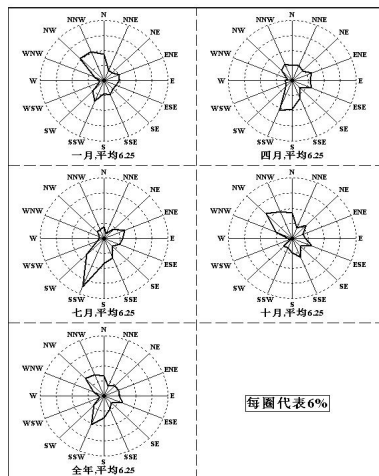 N
NNW NNE
NW NE
WNW ENE
W E
WSW ESE
SW SE
SSW SSE
S
一月,平均6.25
N
NNW NNE
NW NE
WNW ENE
W E
WSW ESE
SW SE
SSW SSE
S
四月,平均6.25
N
NNW NNE
NW NE
WNW ENE
W E
WSW ESE
SW SE
SSW SSE
S
七月,平均6.25
N
NNW NNE
NW NE
WNW ENE
W E
WSW ESE
SW SE
SSW SSE
S
十月,平均6.25
N
NNW NNE
NW NE
WNW ENE
W E
WSW ESE
SW SE
SSW SSE
S
全年,平均6.25
每圈代表6%